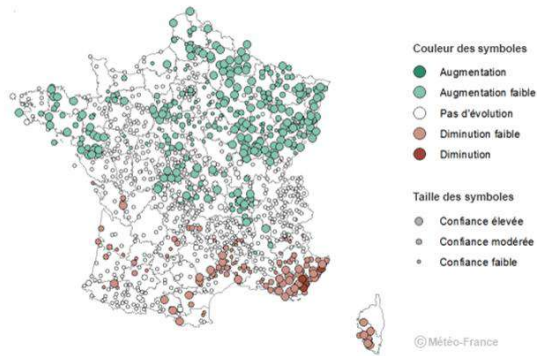 Couleur des symboles
Augmentation
Augmentation faible
Pas d'évolution
Diminution faible
Diminution
Taille des symboles
Confiance élevée
Confiance modérée
Confiance faible
© Météo-France